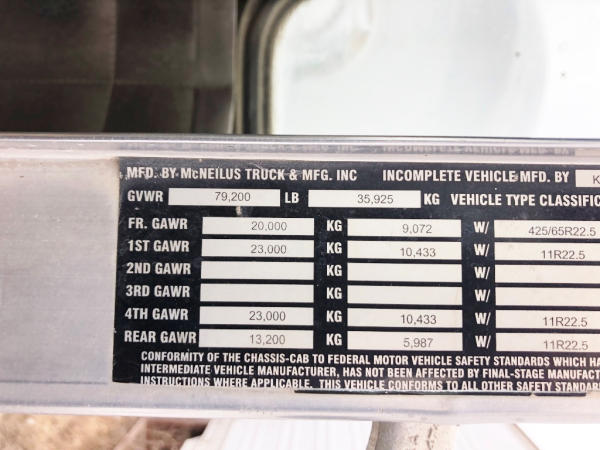 MFD. BY McNEILUS TRUCK & MFG. INC INCOMPLETE VEHICLE MFD. BY K
GVWR 79,200 LB 35,925 KG VEHICLE TYPE CLASSIFIC
FR. GAWR 20,000 KG 9,072 W/ 425/65R22.5
1ST GAWR 23,000 KG 10,433 W/ 11R22.5
2ND GAWR KG W/
3RD GAWR KG W/
4TH GAWR 23,000 KG 10,433 W/ 11R22.5
REAR GAWR 13,200 KG 5,987 W/ 11R22.5
CONFORMITY OF THE CHASSIS-CAB TO FEDERAL MOTOR VEHICLE SAFETY STANDARDS WHICH HA
INTERMEDIATE VEHICLE MANUFACTURER, HAS NOT BEEN AFFECTED BY FINAL-STAGE MANUFACT
INSTRUCTIONS WHERE APPLICABLE. THIS VEHICLE CONFORMS TO ALL OTHER SAFETY STANDAR